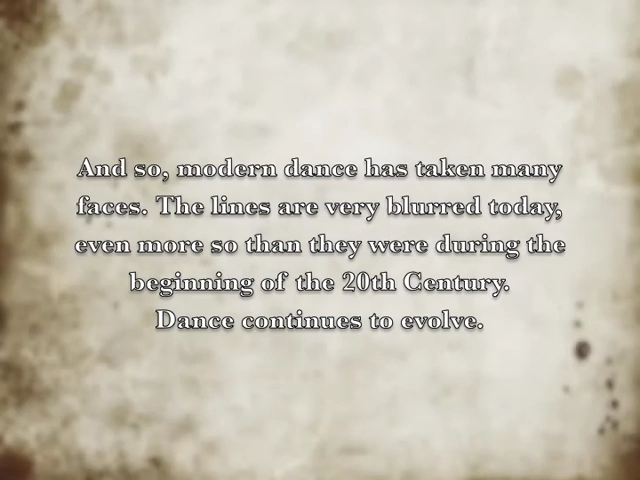 And so, modern dance has taken many
faces. The lines are very blurred today,
even more so than they were during the
beginning of the 20th Century.
Dance continues to evolve.